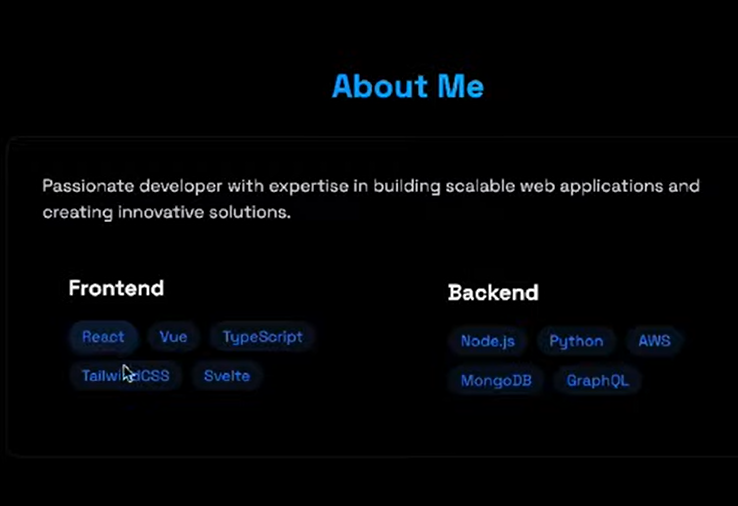 About Me
Passionate developer with expertise in building scalable web applications and
creating innovative solutions.
Frontend
React Vue TypeScript
TailwindCSS Svelte
Backend
Node.js Python AWS
MongoDB GraphQL